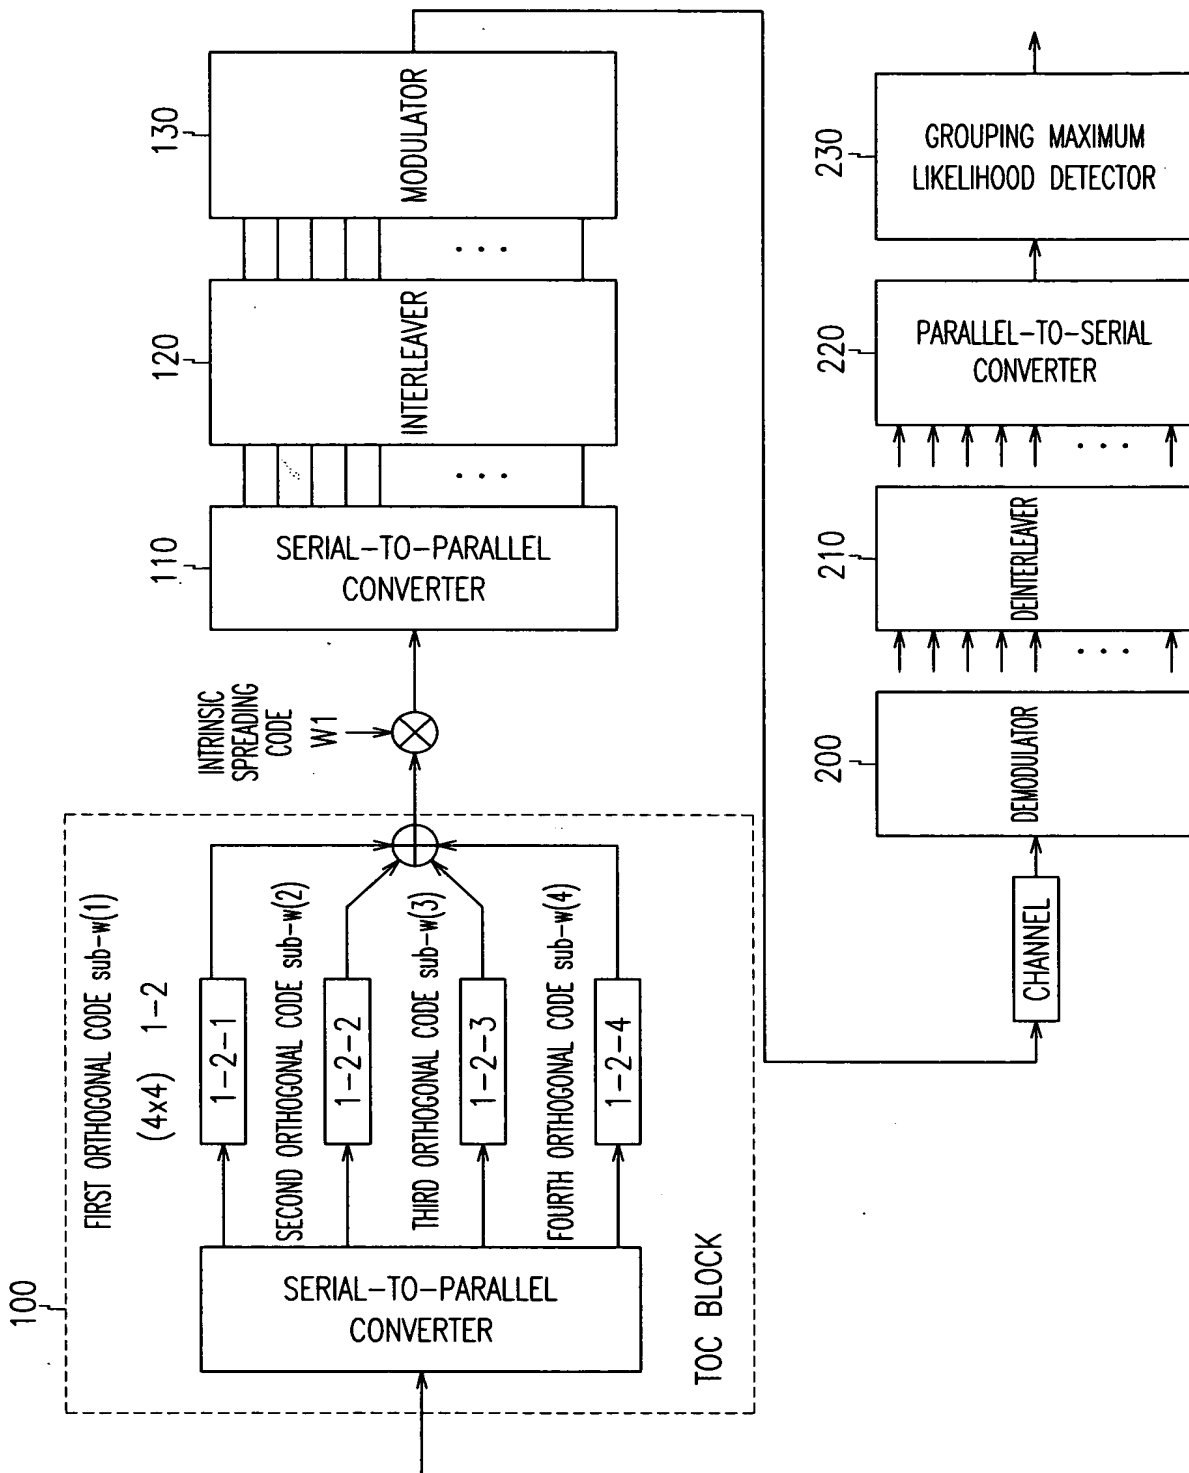 100
FIRST ORTHOGONAL CODE sub-w(1)
(4x4) 1-2
SERIAL-TO-PARALLEL
CONVERTER
1-2-1
SECOND ORTHOGONAL CODE sub-w(2)
1-2-2
THIRD ORTHOGONAL CODE sub-w(3)
1-2-3
FOURTH ORTHOGONAL CODE sub-w(4)
1-2-4
TOC BLOCK
INTRINSIC
SPREADING
CODE
W1
110
SERIAL-TO-PARALLEL
CONVERTER
120
INTERLEAVER
130
MODULATOR
CHANNEL
200
DEMODULATOR
210
DEINTERLEAVER
220
PARALLEL-TO-SERIAL
CONVERTER
230
GROUPING MAXIMUM
LIKELIHOOD DETECTOR